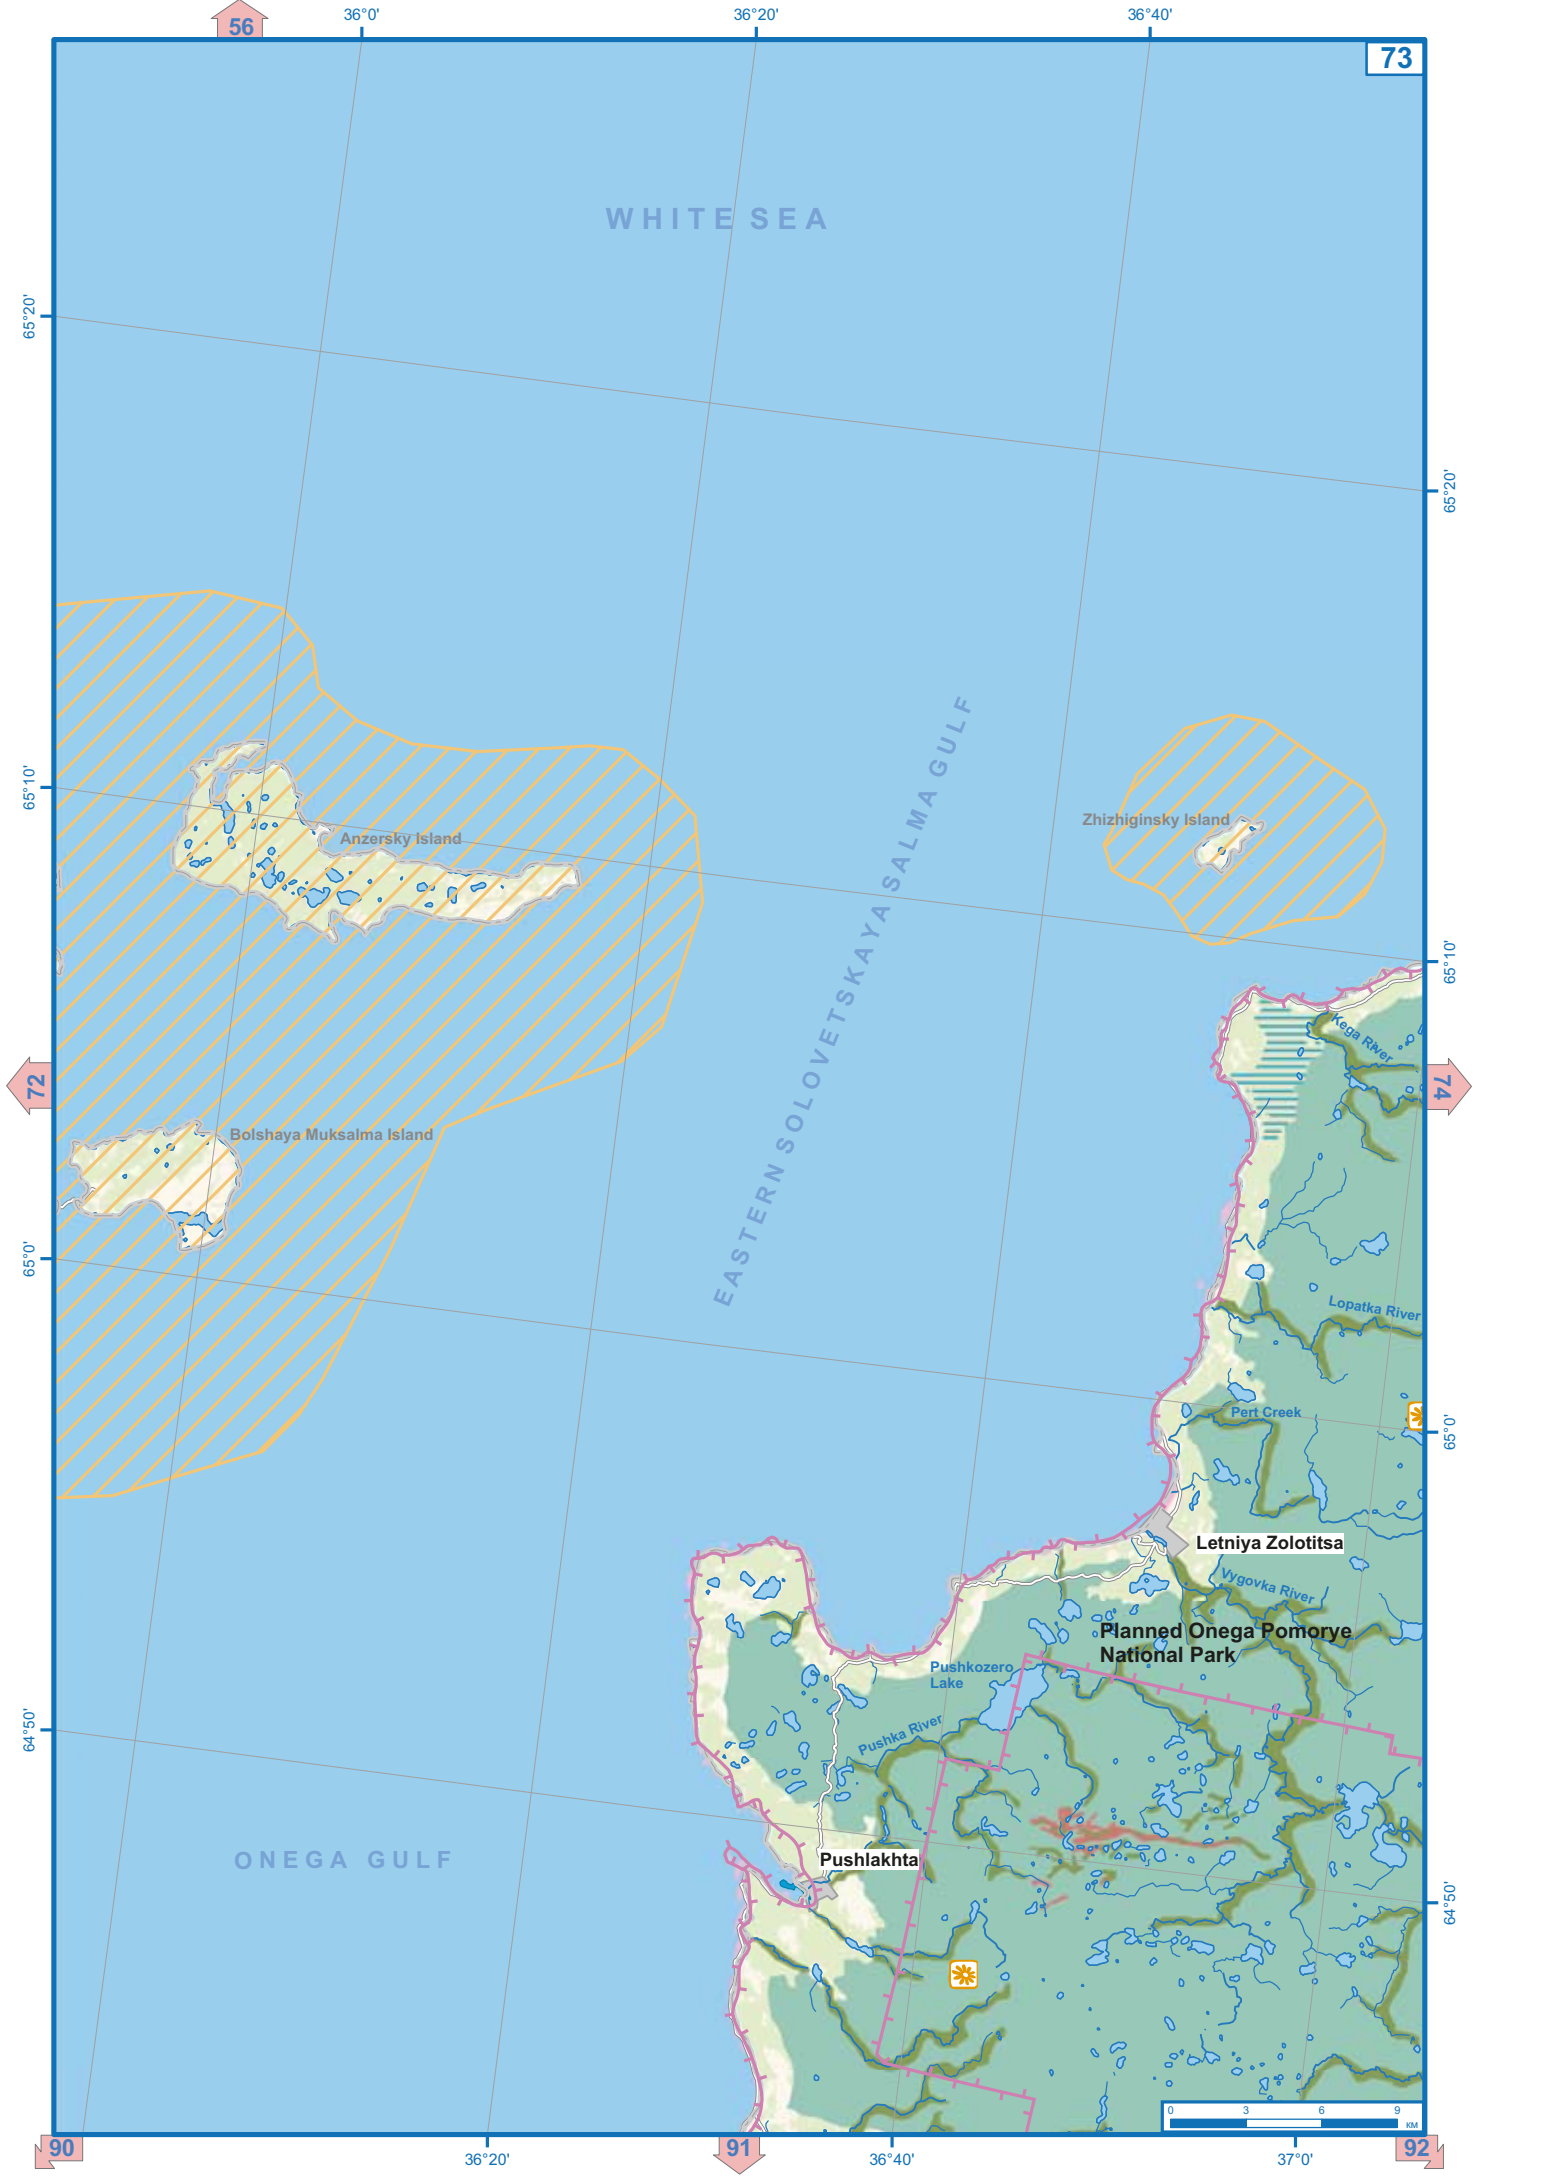 56
36°0'
36°20'
36°40'
73
WHITE SEA
65°20'
65°20'
65°10'
EASTERN SOLOVETSKAYA SALMA GULF
Anzersky Island
Zhizhiginsky Island
65°10'
Kega River
72
74
Bolshaya Muksalma Island
65°0'
Lopatka River
Pert Creek
65°0'
Letniya Zolotitsa
Vygovka River
Planned Onega Pomorye
National Park
Pushkozero
Lake
64°50'
Pushka River
ONEGA GULF
Pushlakhta
64°50'
0 3 6 9
км
90
36°20'
91
36°40'
37°0'
92